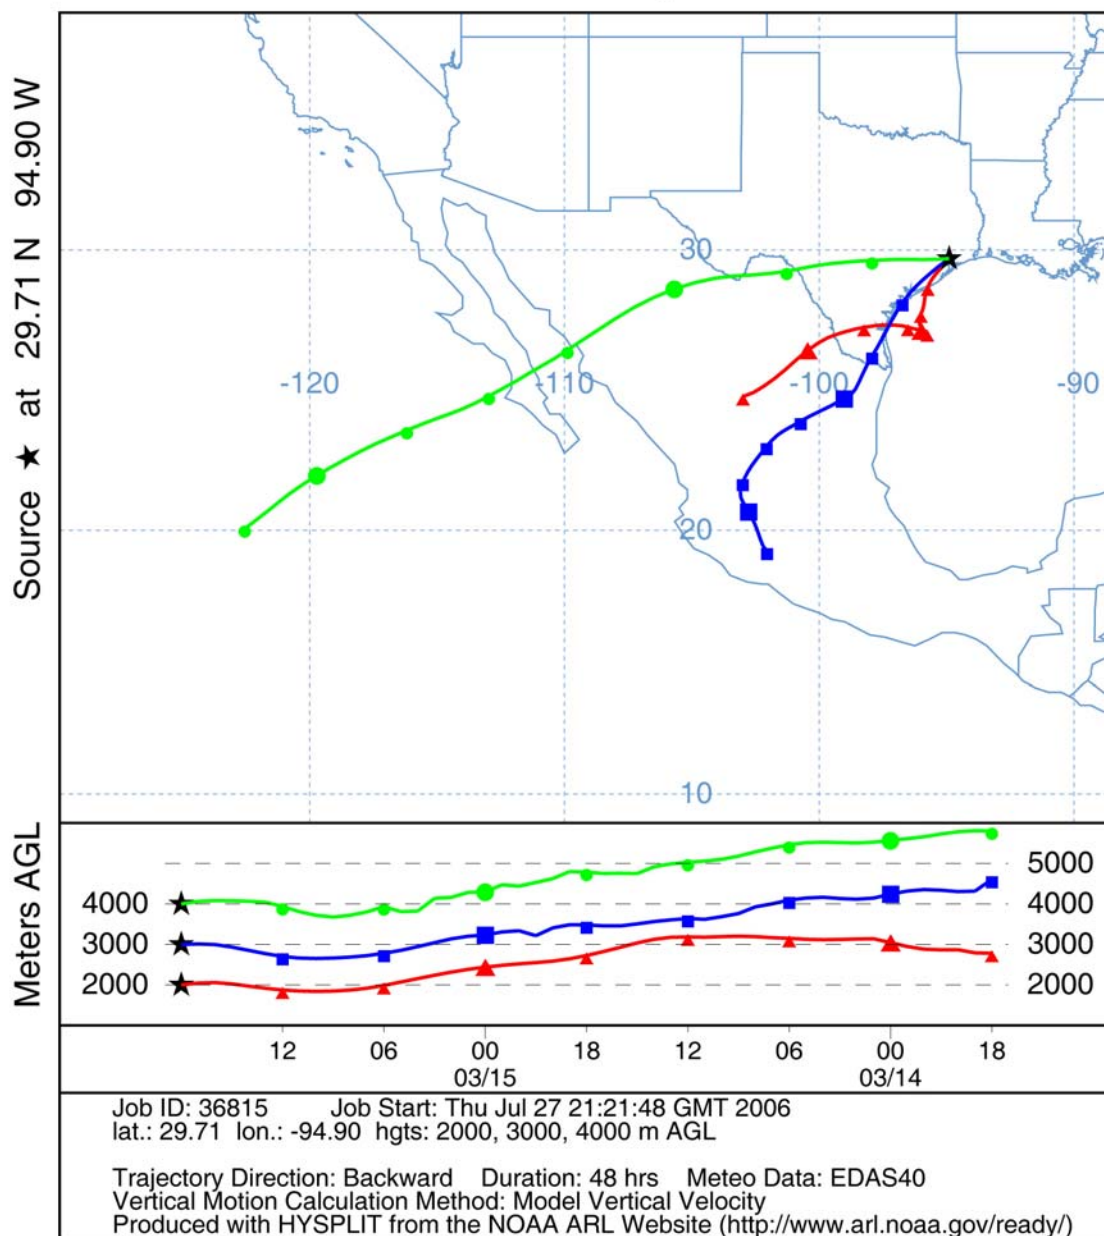 Source ★ at 29.71 N 94.90 W
30
-120 -110 -100 -90
20
10
Meters AGL
5000
4000 4000
3000 3000
2000 2000
12 06 00 18 12 06 00 18
03/15 03/14
Job ID: 36815 Job Start: Thu Jul 27 21:21:48 GMT 2006
lat.: 29.71 lon.: -94.90 hgts: 2000, 3000, 4000 m AGL
Trajectory Direction: Backward Duration: 48 hrs Meteo Data: EDAS40
Vertical Motion Calculation Method: Model Vertical Velocity
Produced with HYSPLIT from the NOAA ARL Website (http://www.arl.noaa.gov/ready/)